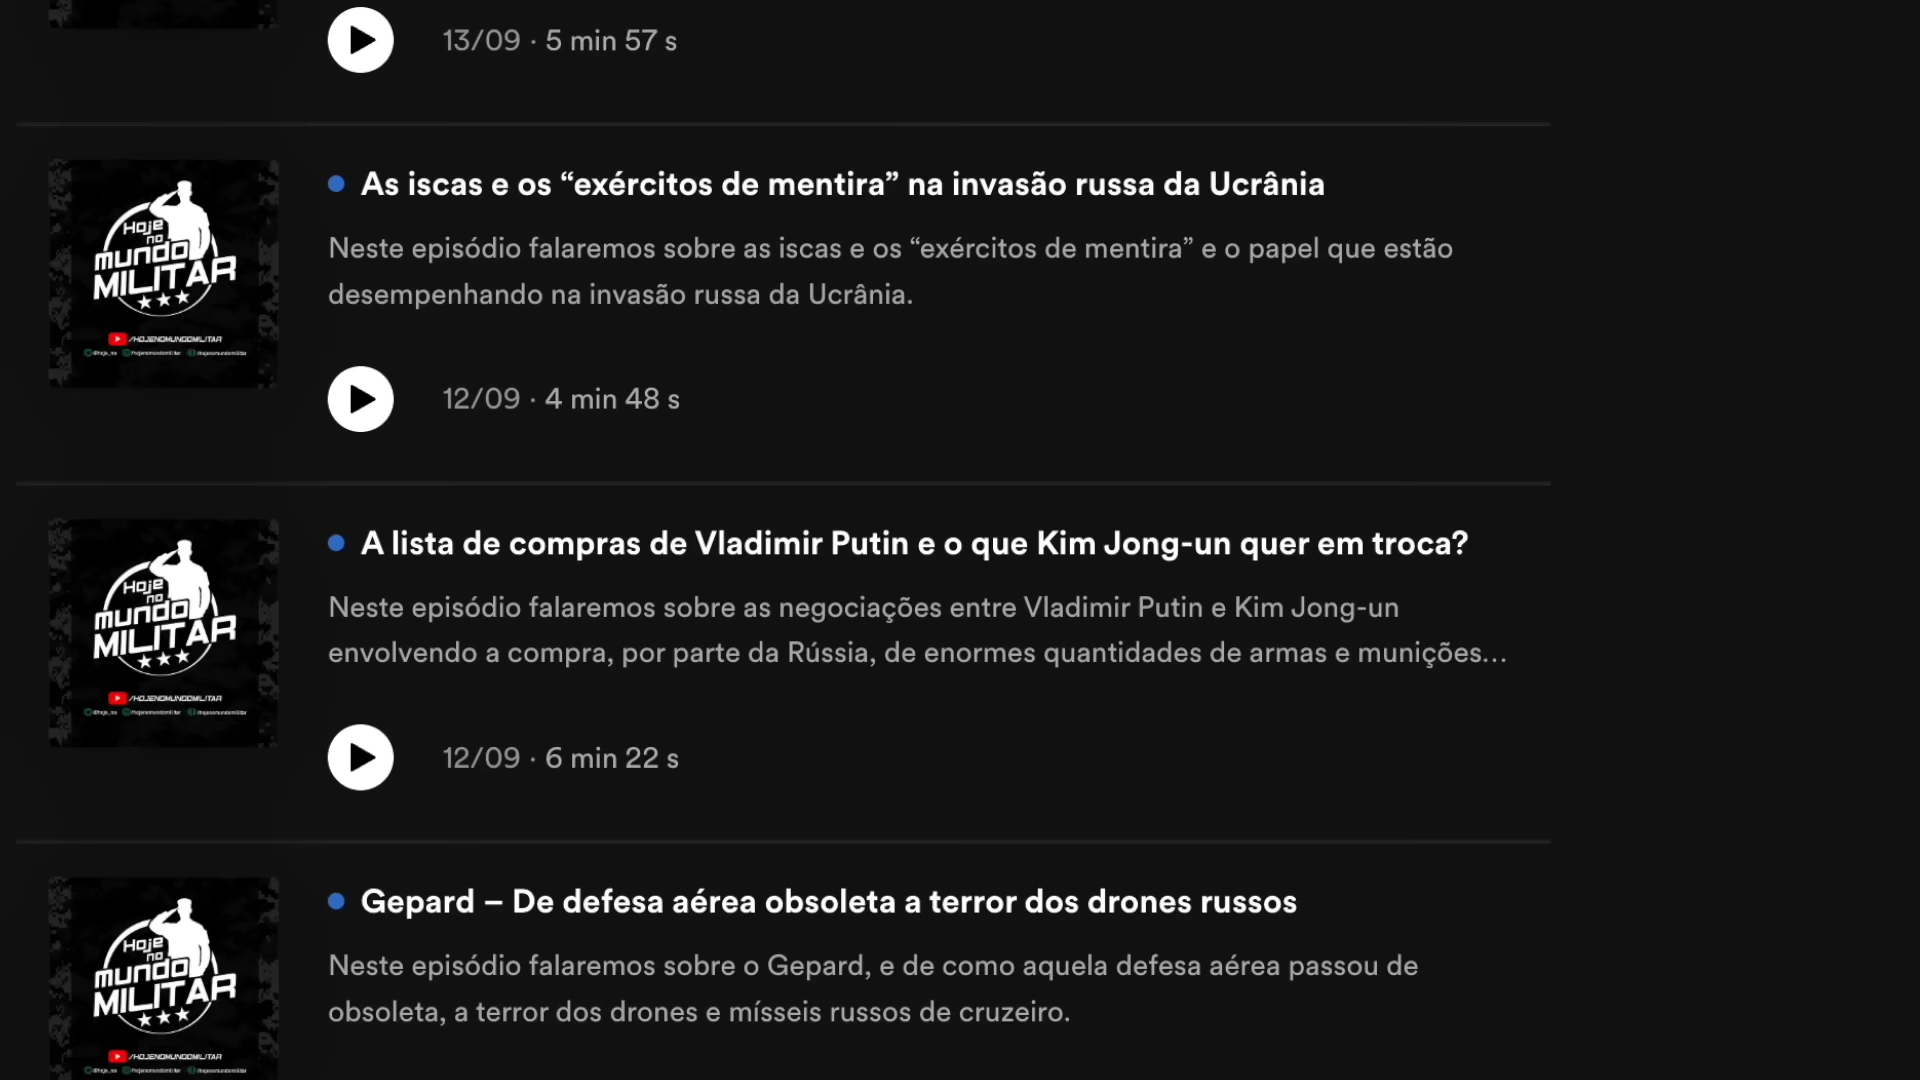 13/09 · 5 min 57 s
Hoje
no
mundo
MILITAR
/HOJENOMUNDOMILITAR
As iscas e os “exércitos de mentira” na invasão russa da Ucrânia
Neste episódio falaremos sobre as iscas e os “exércitos de mentira” e o papel que estão
desempenhando na invasão russa da Ucrânia.
12/09 · 4 min 48 s
Hoje
no
mundo
MILITAR
/HOJENOMUNDOMILITAR
A lista de compras de Vladimir Putin e o que Kim Jong-un quer em troca?
Neste episódio falaremos sobre as negociações entre Vladimir Putin e Kim Jong-un
envolvendo a compra, por parte da Rússia, de enormes quantidades de armas e munições...
12/09 · 6 min 22 s
Hoje
no
mundo
MILITAR
/HOJENOMUNDOMILITAR
Gepard – De defesa aérea obsoleta a terror dos drones russos
Neste episódio falaremos sobre o Gepard, e de como aquela defesa aérea passou de
obsoleta, a terror dos drones e mísseis russos de cruzeiro.